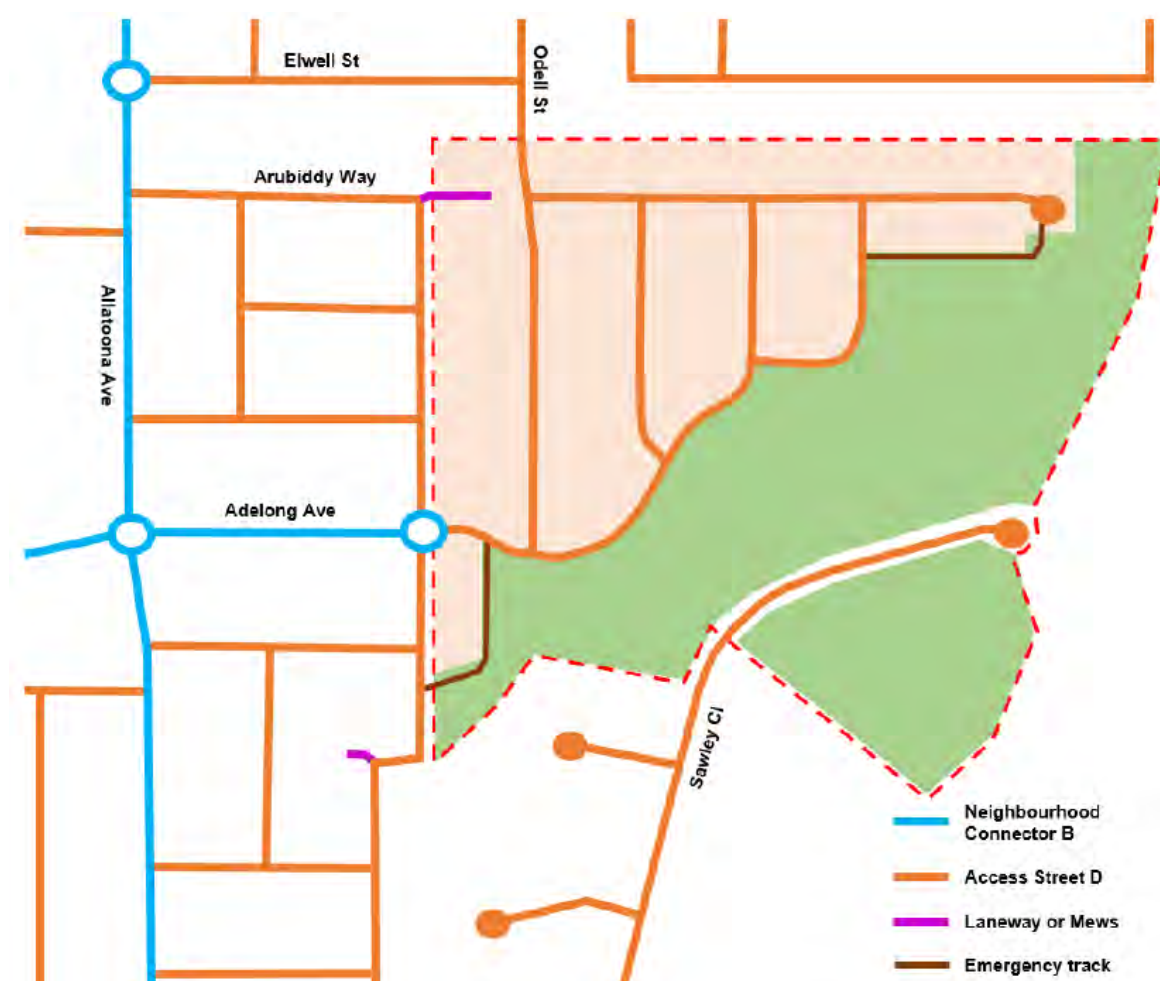 Elwell St
Odell St
Arubiddy Way
Allatoona Ave
Adelong Ave
Sawley Cl
Neighbourhood
Connector B
Access Street D
Laneway or Mews
Emergency track